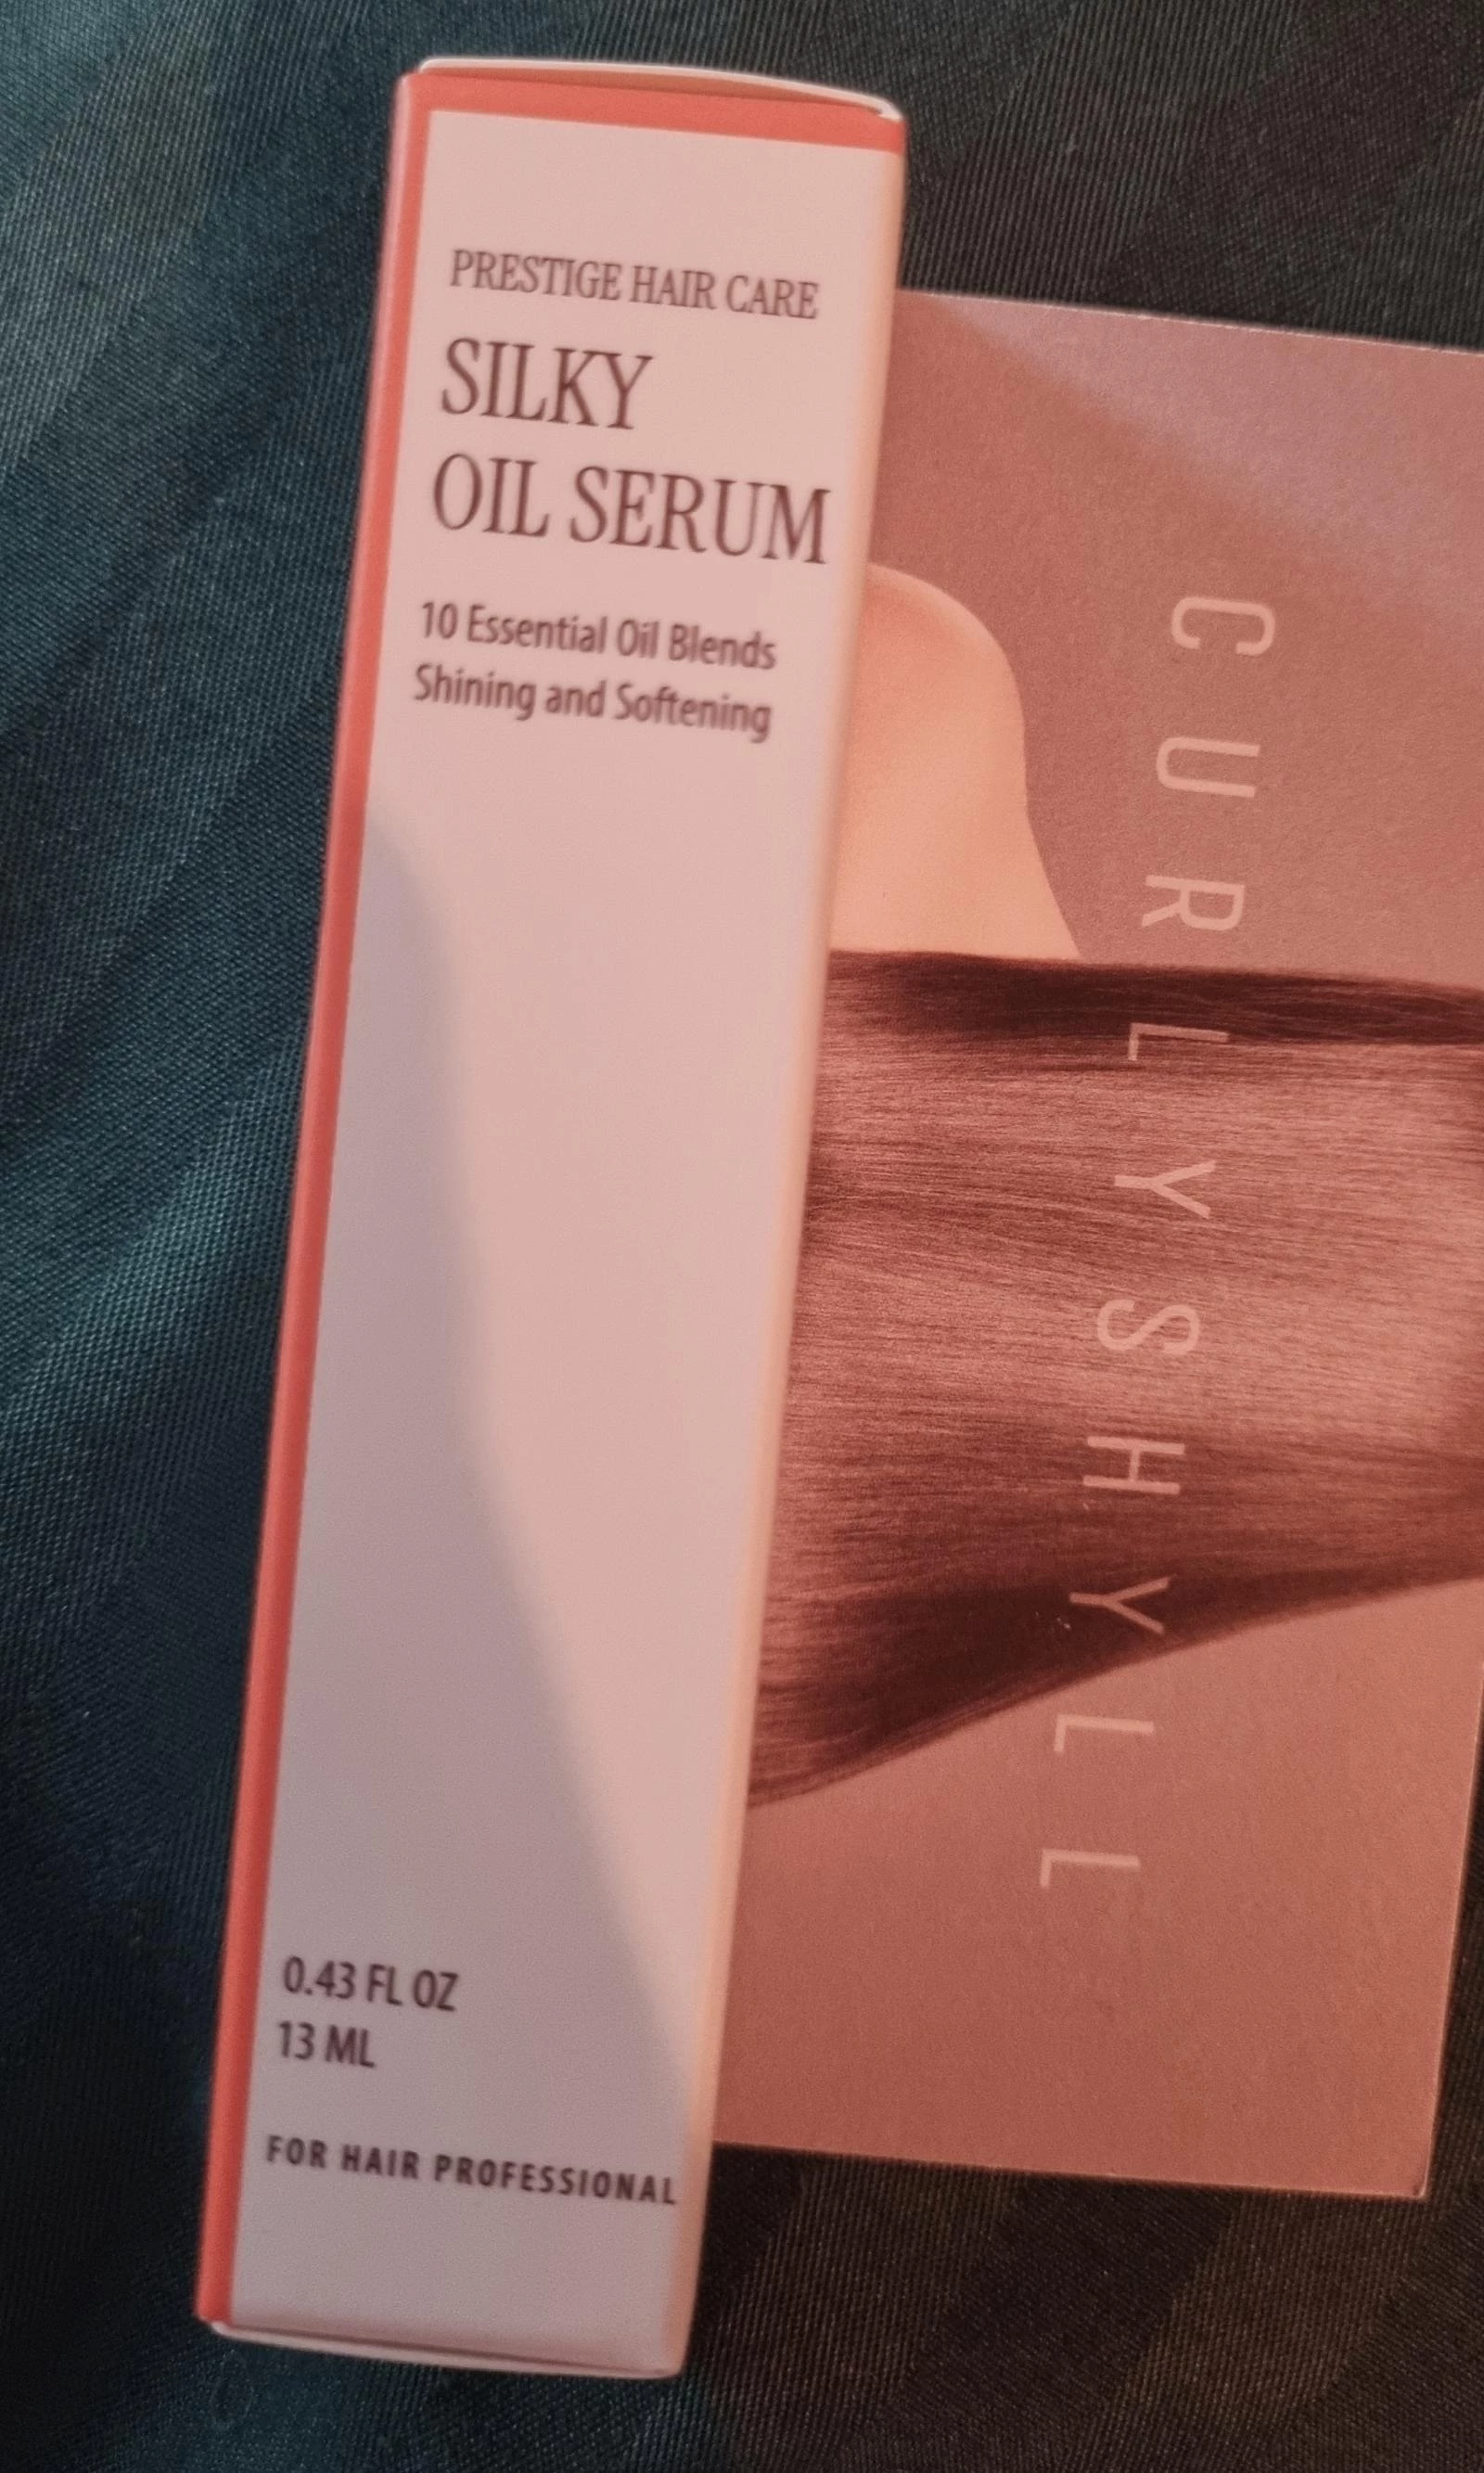 PRESTIGE HAIR CARE
SILKY
OIL SERUM
10 Essential Oil Blends
Shining and Softening
0.43 FL OZ
13 ML
FOR HAIR PROFESSIONAL
CURLYSHYLL